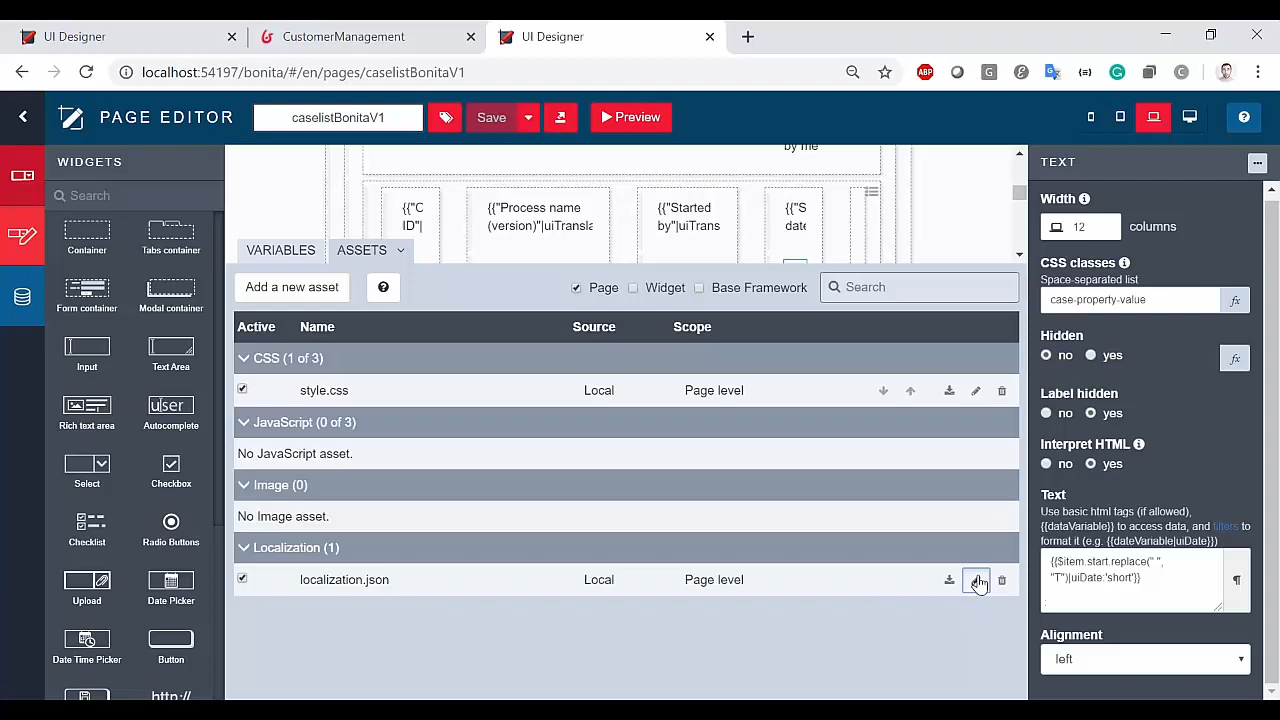 UI Designer
CustomerManagement
UI Designer
localhost:54197/bonita/#/en/pages/caselistBonitaV1
PAGE EDITOR
caselistBonitaV1
Save
Preview
WIDGETS
Search
Container
Tabs container
Form container
Modal container
Input
Text Area
Rich text area
Autocomplete
Select
Checkbox
Checklist
Radio Buttons
Upload
Date Picker
Date Time Picker
Button
http://
by me
{{"C
ID"|
{{"Process name
(version)"|uiTransla
{{"Started
by"|uiTrans
{{"S
date
VARIABLES
ASSETS
Add a new asset
Page
Widget
Base Framework
Search
Active
Name
Source
Scope
CSS (1 of 3)
style.css
Local
Page level
JavaScript (0 of 3)
No JavaScript asset.
Image (0)
No Image asset.
Localization (1)
localization.json
Local
Page level
TEXT
Width
12
columns
CSS classes
Space-separated list
case-property-value
fx
Hidden
no
yes
fx
Label hidden
no
yes
Interpret HTML
no
yes
Text
Use basic html tags (if allowed),
{{dataVariable}} to access data, and filters to
format it (e.g. {{dateVariable|uiDate}})
{{$item.start.replace(" ",
"T")|uiDate:'short'}}
Alignment
left